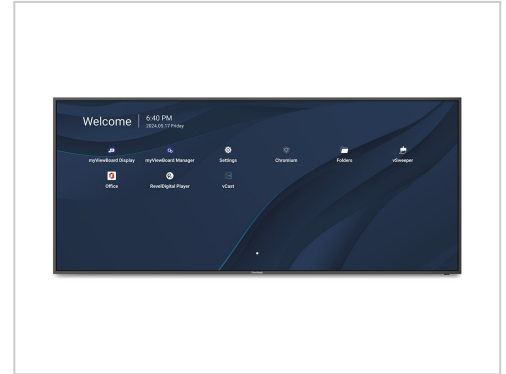 Welcome
6:40 PM
2024.05.17 Friday
myViewBoard Display
myViewBoard Manager
Settings
Chromium
Folders
vSweeper
Office
RevelDigital Player
vCast